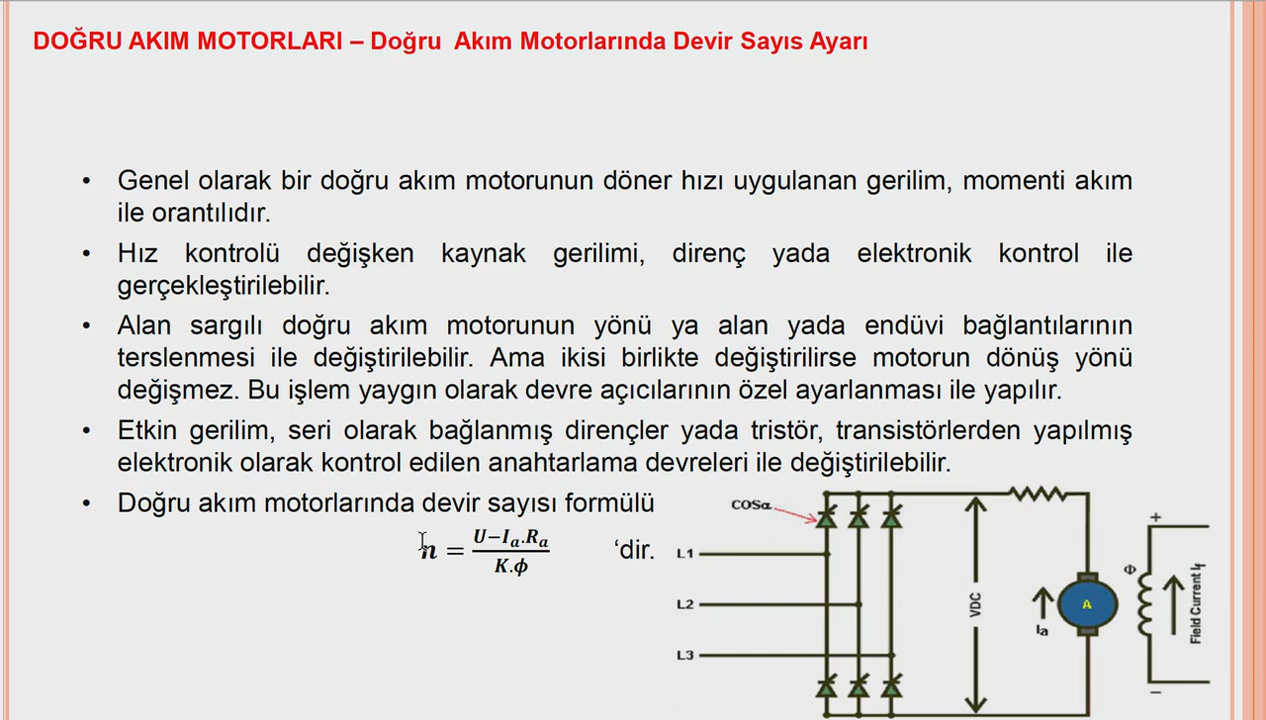 DOĞRU AKIM MOTORLARI – Doğru Akım Motorlarında Devir Sayıs Ayarı
• Genel olarak bir doğru akım motorunun döner hızı uygulanan gerilim, momenti akım
ile orantılıdır.
• Hız kontrolü değişken kaynak gerilimi, direnç yada elektronik kontrol ile
gerçekleştirilebilir.
• Alan sargılı doğru akım motorunun yönü ya alan yada endüvi bağlantılarının
terslenmesi ile değiştirilebilir. Ama ikisi birlikte değiştirilirse motorun dönüş yönü
değişmez. Bu işlem yaygın olarak devre açıcılarının özel ayarlanması ile yapılır.
• Etkin gerilim, seri olarak bağlanmış dirençler yada tristör, transistörlerden yapılmış
elektronik olarak kontrol edilen anahtarlama devreleri ile değiştirilebilir.
• Doğru akım motorlarında devir sayısı formülü
n = (U−Ia.Ra)/(K.ϕ) ‘dir.
COSα
L1
L2
L3
VDC
Ia
A
Φ
+
Field Current If
−